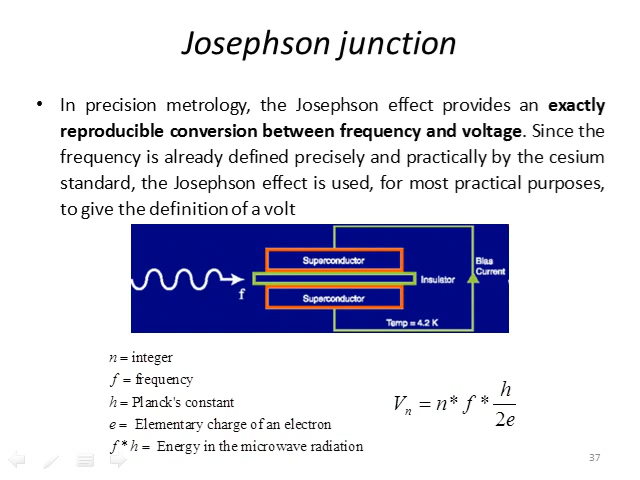 Josephson junction
• In precision metrology, the Josephson effect provides an exactly
reproducible conversion between frequency and voltage. Since the
frequency is already defined precisely and practically by the cesium
standard, the Josephson effect is used, for most practical purposes,
to give the definition of a volt
Superconductor
Bias
Current
f
Insulator
Superconductor
Temp = 4.2 K
n = integer
f = frequency
h = Planck's constant
e = Elementary charge of an electron
f * h = Energy in the microwave radiation
Vₙ = n * f * h/2e
37